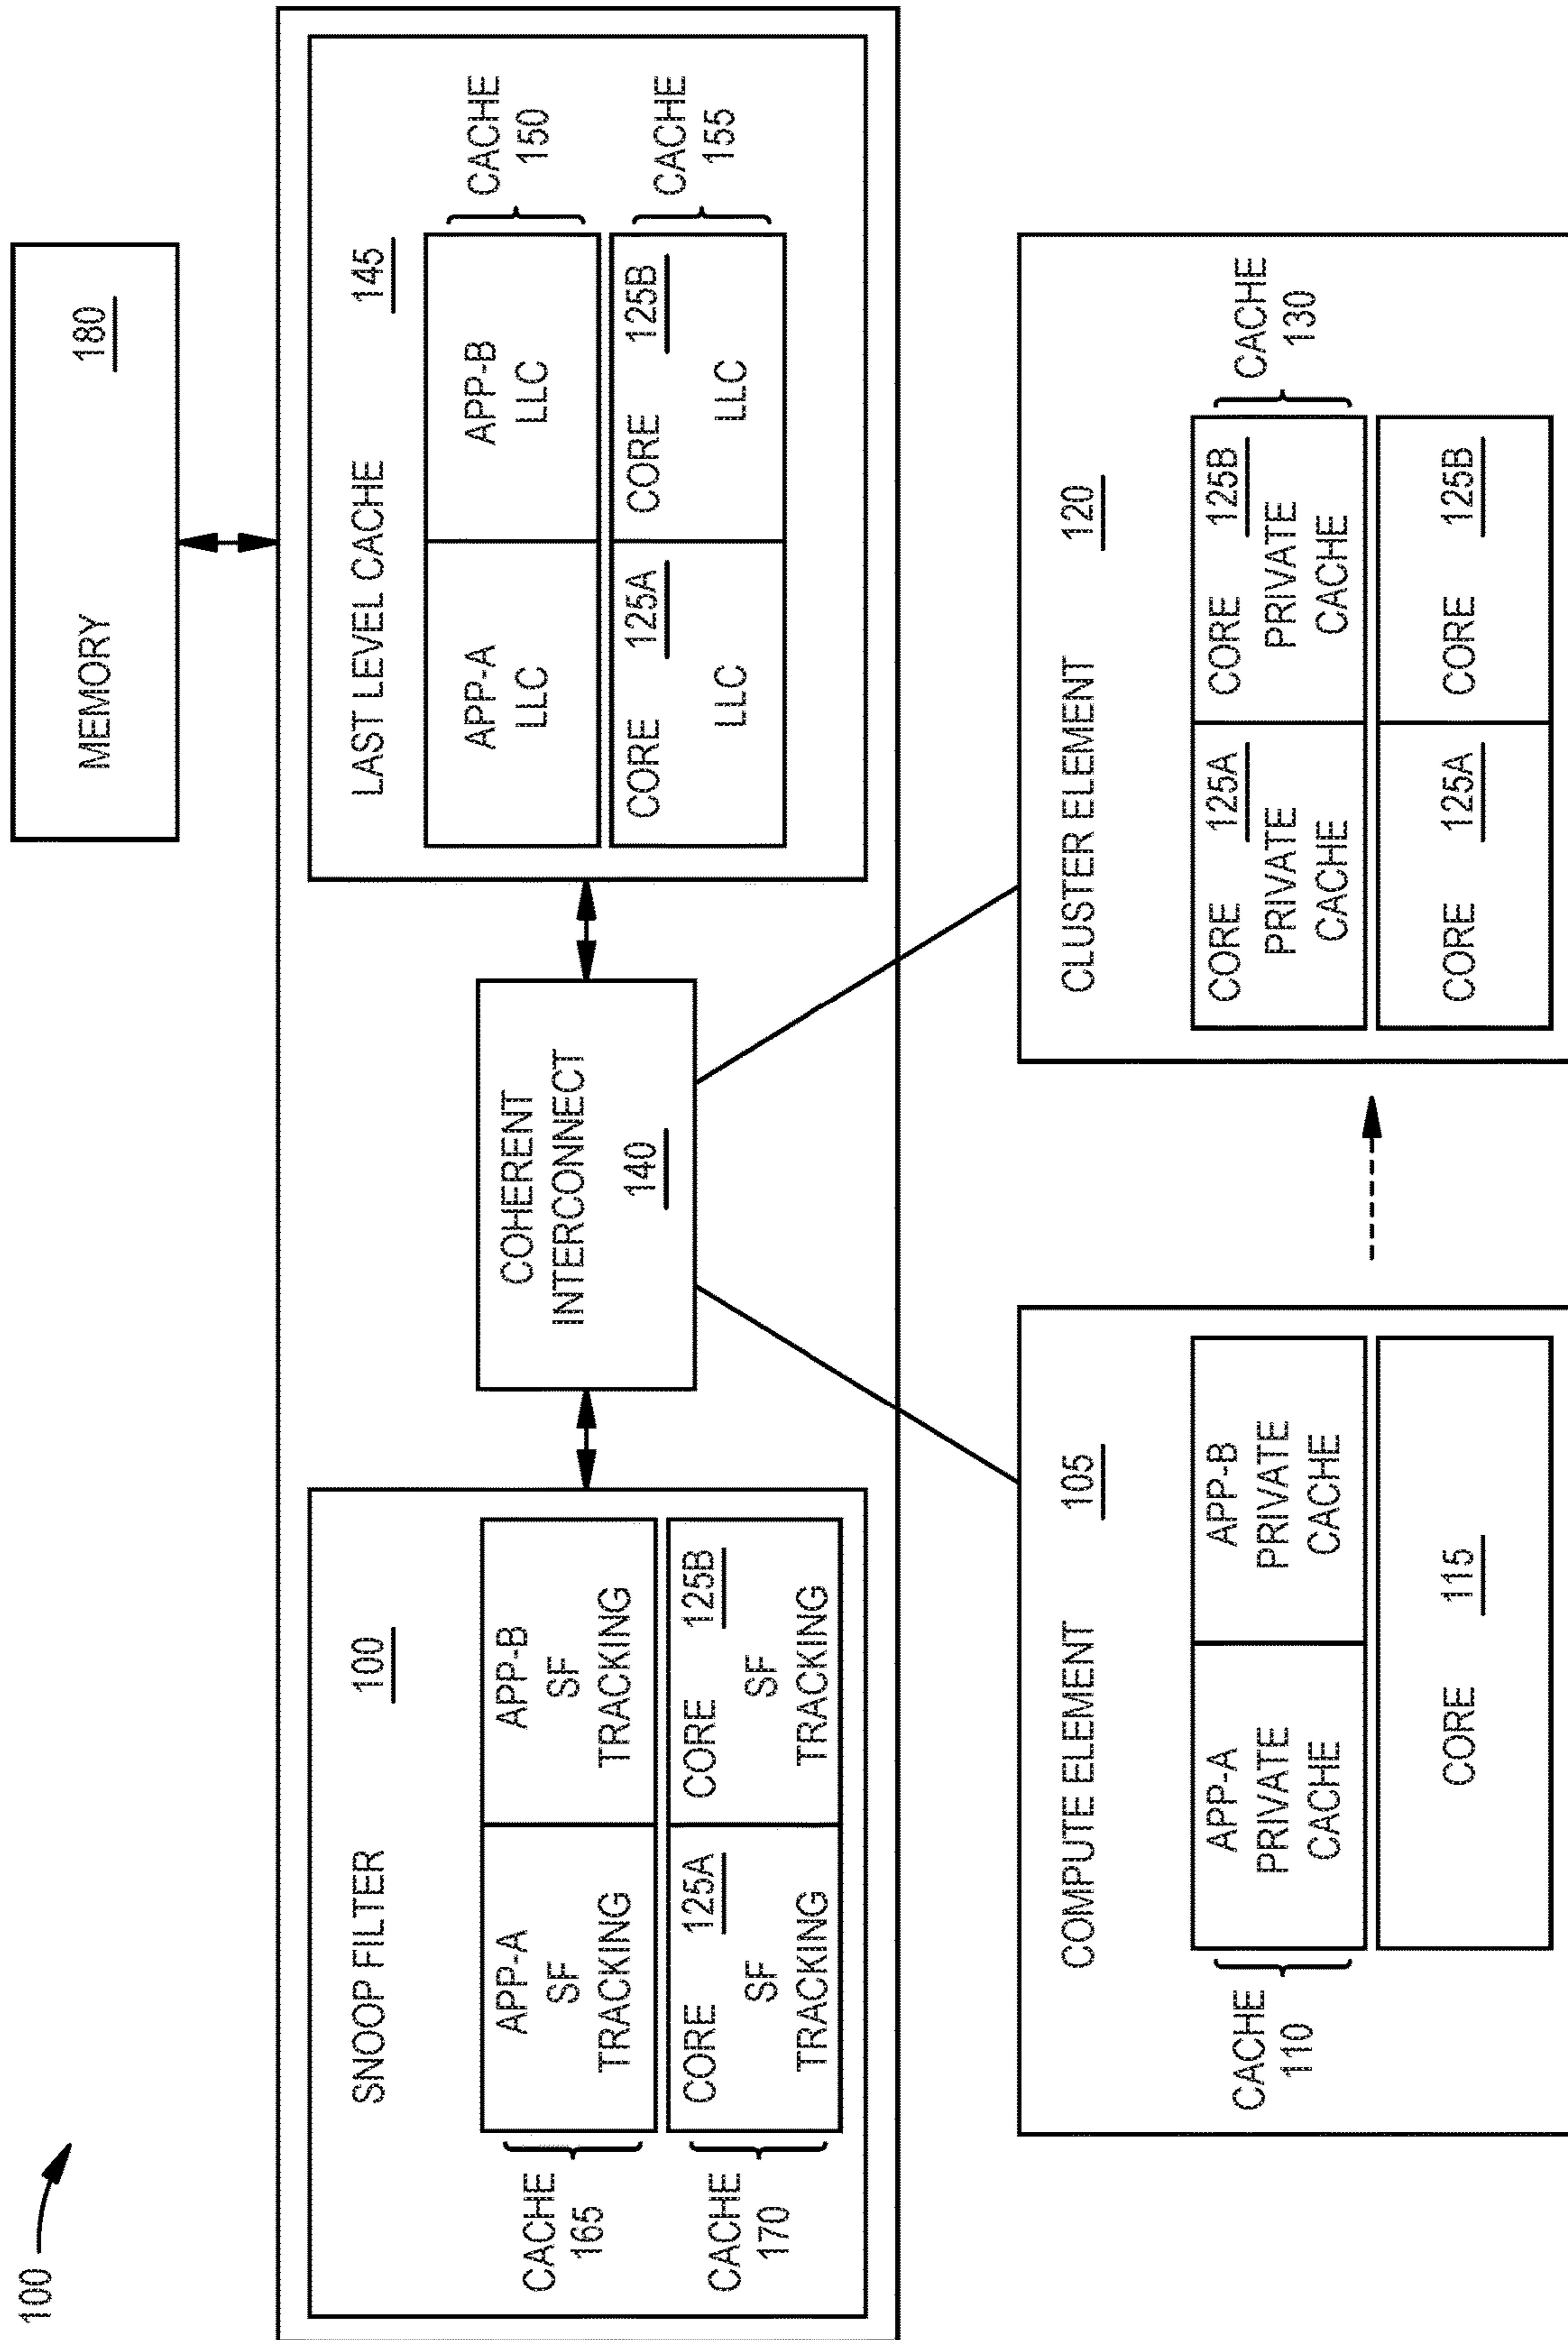 100
MEMORY
180
SNOOP FILTER
100
APP-A
SF
TRACKING
APP-B
SF
TRACKING
CORE 125A
SF
TRACKING
CORE 125B
SF
TRACKING
CACHE
165
CACHE
170
COHERENT
INTERCONNECT
140
LAST LEVEL CACHE
145
APP-A
LLC
APP-B
LLC
CORE 125A
LLC
CORE 125B
LLC
CACHE
150
CACHE
155
COMPUTE ELEMENT
105
APP-A
PRIVATE
CACHE
APP-B
PRIVATE
CACHE
CORE
115
CACHE
110
CLUSTER ELEMENT
120
CORE 125A
PRIVATE
CACHE
CORE 125B
PRIVATE
CACHE
CORE 125A
CORE 125B
CACHE
130